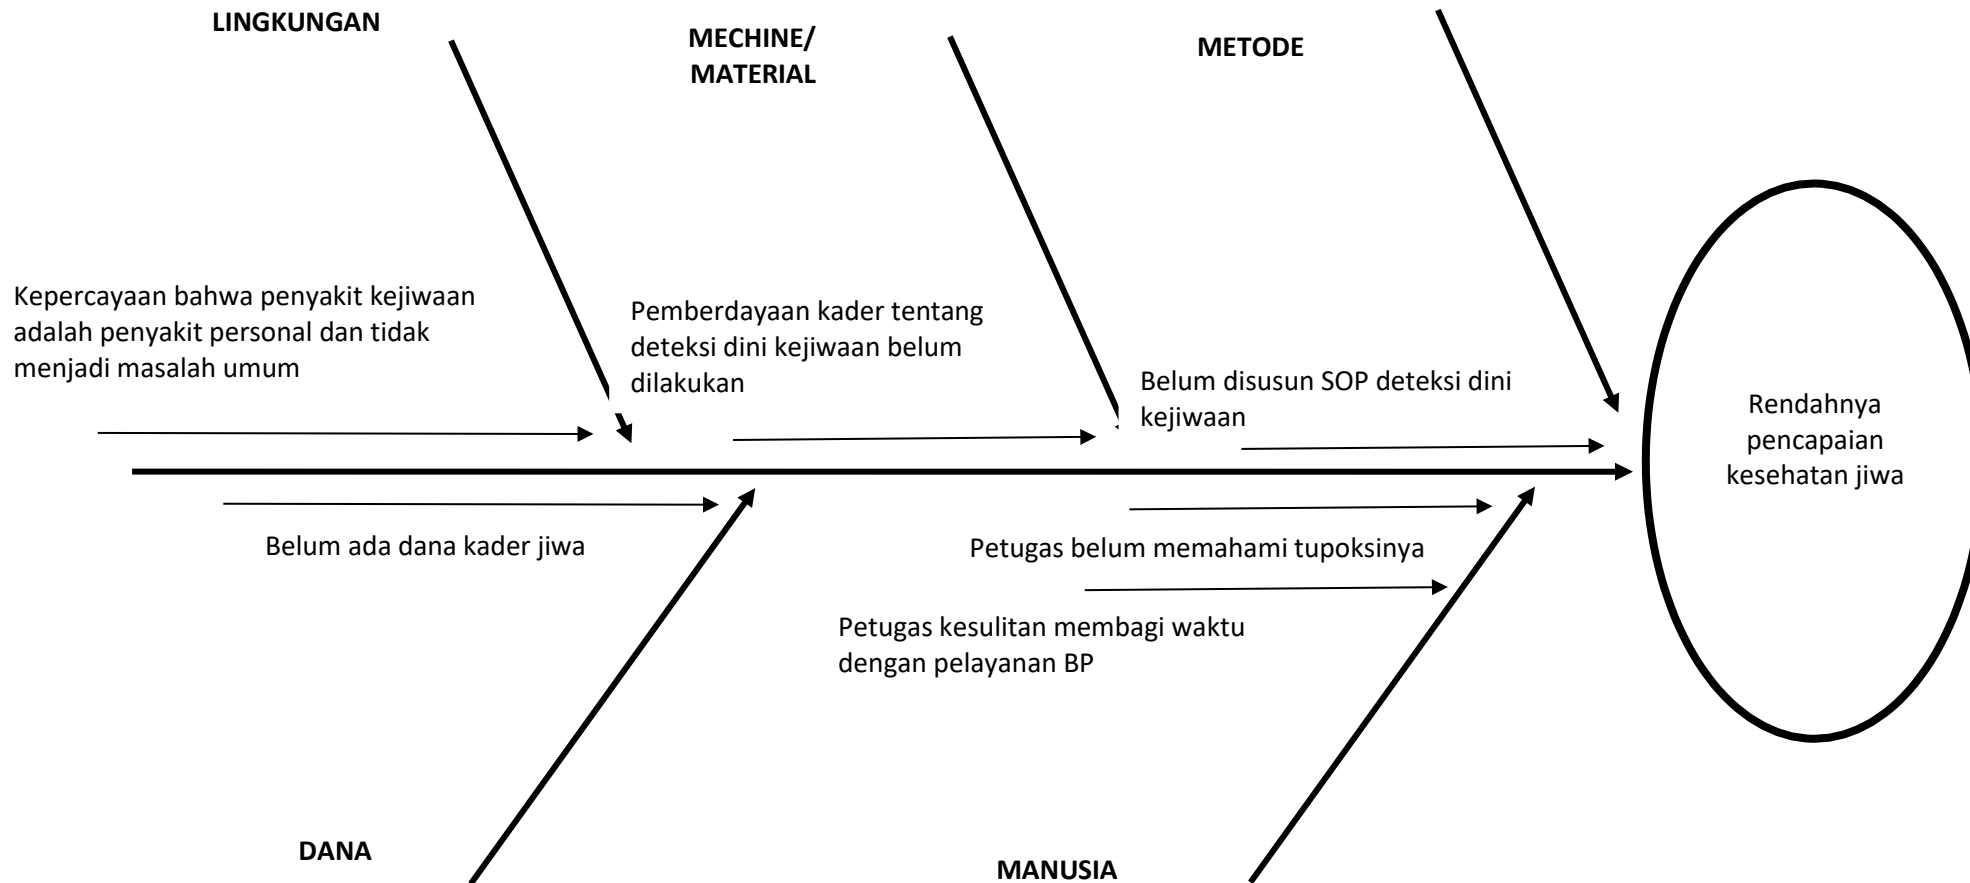 LINGKUNGAN
MECHINE/
MATERIAL
METODE
Kepercayaan bahwa penyakit kejiwaan
adalah penyakit personal dan tidak
menjadi masalah umum
Pemberdayaan kader tentang
deteksi dini kejiwaan belum
dilakukan
Belum disusun SOP deteksi dini
kejiwaan
Rendahnya
pencapaian
kesehatan jiwa
Belum ada dana kader jiwa
Petugas belum memahami tupoksinya
Petugas kesulitan membagi waktu
dengan pelayanan BP
DANA
MANUSIA